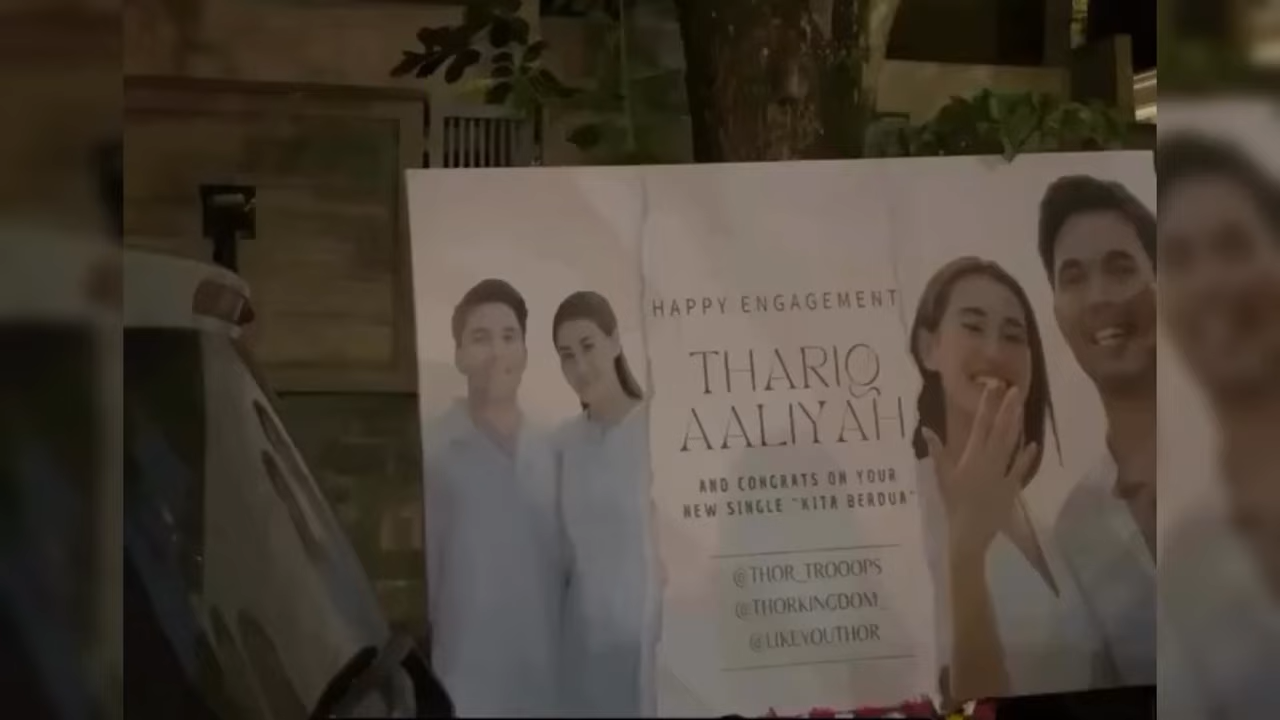 HAPPY ENGAGEMENT
THARIQ
AALIYAH
AND CONGRATS ON YOUR
NEW SINGLE "KITA BERDUA"
@THOR_TROOOPS
@THORKINGDOM_
@LIKEYOUTHOR